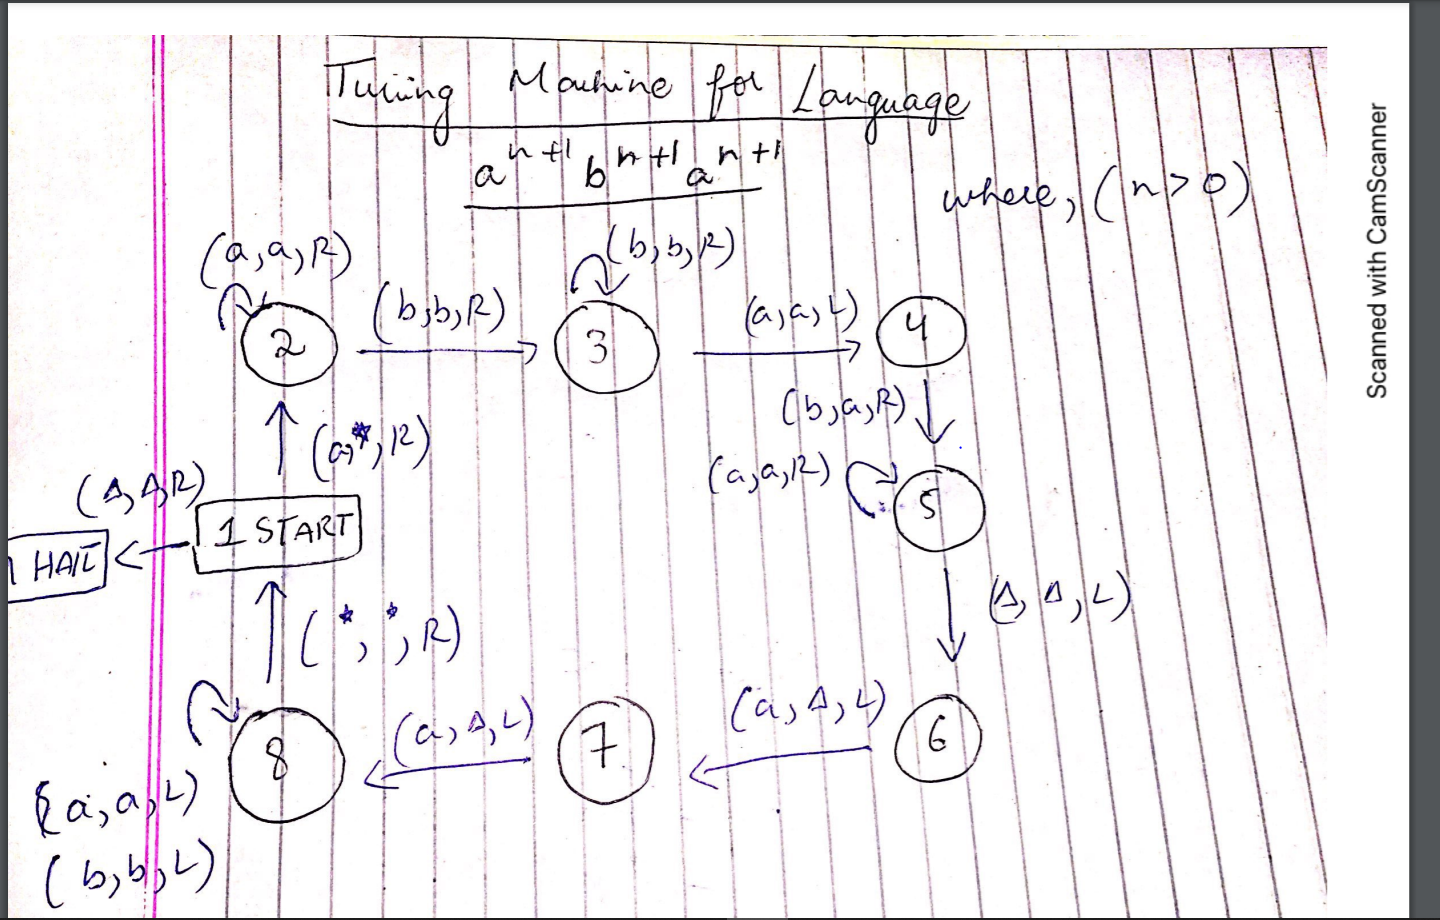 Turing Machine for Language
a^n+1 b^n+1 a^n+1
where, (n>0)
(a,a,R)
(b,b,R)
2
(b,b,R)
3
(a,a,L)
4
(b,a,R)
(a,*,R)
(a,a,R)
5
(Δ,Δ,R)
1 START
HALT
(Δ,Δ,L)
(*,*,R)
8
(a,Δ,L)
7
(a,Δ,L)
6
(a,a,L)
(b,b,L)
Scanned with CamScanner